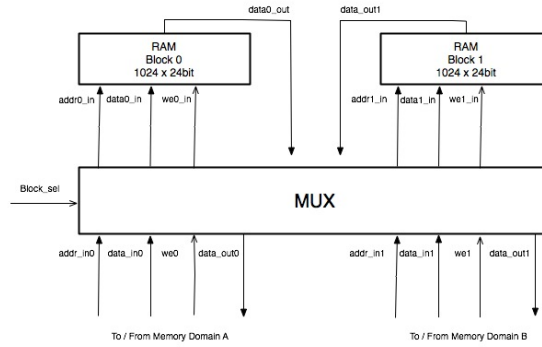 data0_out
data_out1
RAM
Block 0
1024 x 24bit
RAM
Block 1
1024 x 24bit
addr0_in
data0_in
we0_in
addr1_in
data1_in
we1_in
Block_sel
MUX
addr_in0
data_in0
we0
data_out0
addr_in1
data_in1
we1
data_out1
To / From Memory Domain A
To / From Memory Domain B